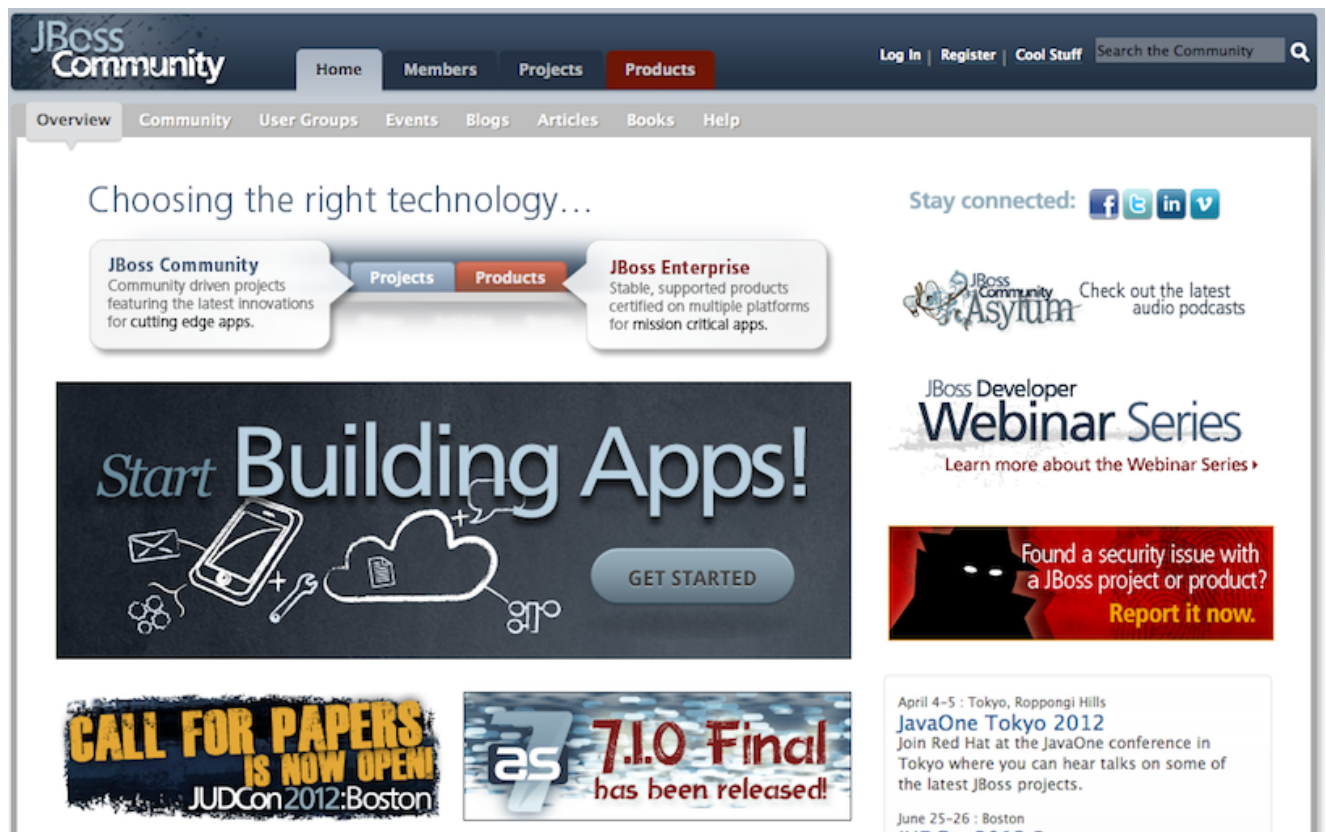 JBoss
Community
Home Members Projects Products
Log In | Register | Cool Stuff Search the Community
Overview Community User Groups Events Blogs Articles Books Help
Choosing the right technology...
JBoss Community
Community driven projects
featuring the latest innovations
for cutting edge apps.
Projects Products
JBoss Enterprise
Stable, supported products
certified on multiple platforms
for mission critical apps.
Start Building Apps!
GET STARTED
CALL FOR PAPERS
IS NOW OPEN!
JUDCon2012:Boston
7
as
7.1.0 Final
has been released!
Stay connected:
JBoss
Community
Asylum
Check out the latest
audio podcasts
JBoss Developer
Webinar Series
Learn more about the Webinar Series
Found a security issue with
a JBoss project or product?
Report it now.
April 4-5 : Tokyo, Roppongi Hills
JavaOne Tokyo 2012
Join Red Hat at the JavaOne conference in
Tokyo where you can hear talks on some of
the latest JBoss projects.
June 25-26 : Boston